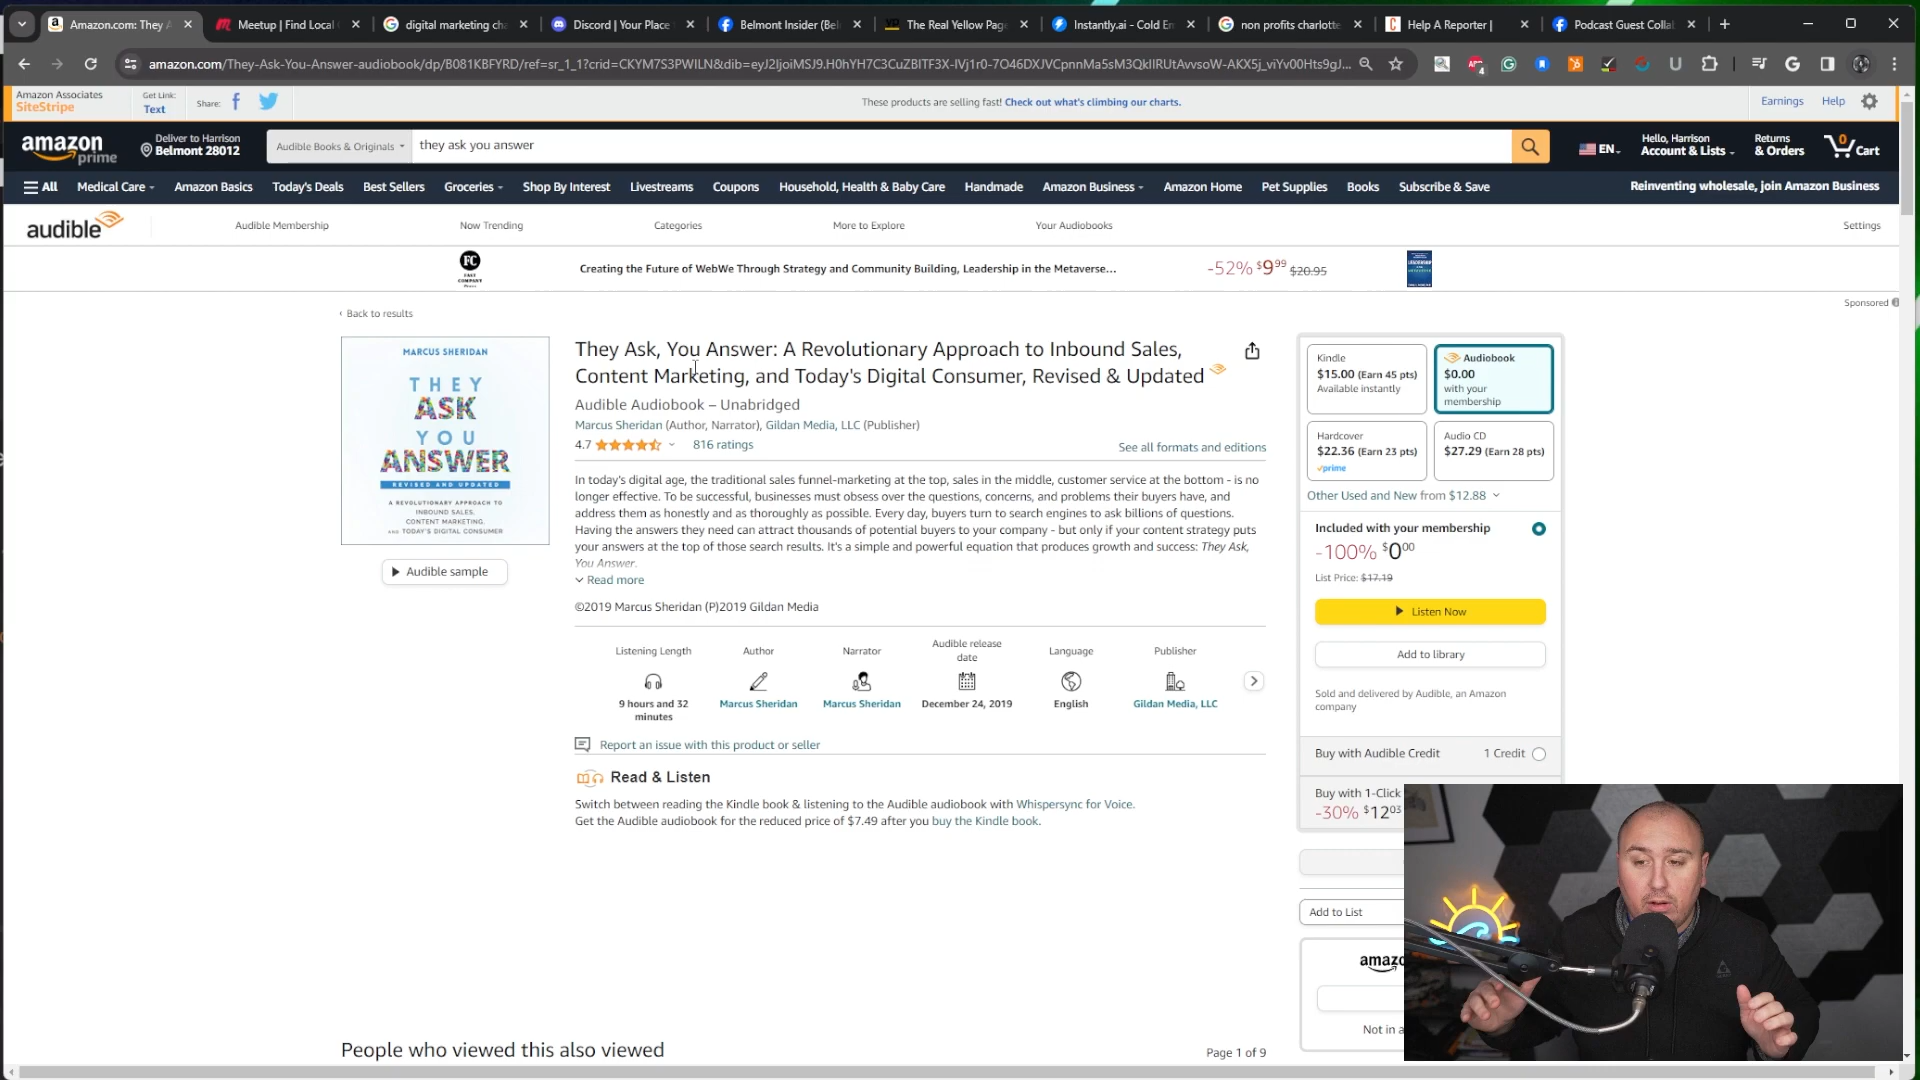 Amazon.com: They A
Meetup | Find Local
digital marketing cha
Discord | Your Place
Belmont Insider (Bel
The Real Yellow Page
Instantly.ai - Cold Em
non profits charlotte
Help A Reporter |
Podcast Guest Collab
Amazon Associates
SiteStripe
Get Link:
Text
Share:
These products are selling fast! Check out what's climbing our charts.
Earnings
Help
amazon
prime
Deliver to Harrison
Belmont 28012
Audible Books & Originals
they ask you answer
EN
Hello, Harrison
Account & Lists
Returns
& Orders
0
Cart
All
Medical Care
Amazon Basics
Today's Deals
Best Sellers
Groceries
Shop By Interest
Livestreams
Coupons
Household, Health & Baby Care
Handmade
Amazon Business
Amazon Home
Pet Supplies
Books
Subscribe & Save
Reinventing wholesale, join Amazon Business
audible
Audible Membership
Now Trending
Categories
More to Explore
Your Audiobooks
Settings
FC
Creating the Future of WebWe Through Strategy and Community Building, Leadership in the Metaverse...
-52% $9.99 $20.95
Sponsored
‹ Back to results
MARCUS SHERIDAN
THEY
ASK
YOU
ANSWER
REVISED AND UPDATED
A REVOLUTIONARY APPROACH TO
INBOUND SALES,
CONTENT MARKETING,
AND TODAY'S DIGITAL CONSUMER
Audible sample
They Ask, You Answer: A Revolutionary Approach to Inbound Sales,
Content Marketing, and Today's Digital Consumer, Revised & Updated
Audible Audiobook – Unabridged
Marcus Sheridan (Author, Narrator), Gildan Media, LLC (Publisher)
4.7
816 ratings
See all formats and editions
In today's digital age, the traditional sales funnel-marketing at the top, sales in the middle, customer service at the bottom - is no
longer effective. To be successful, businesses must obsess over the questions, concerns, and problems their buyers have, and
address them as honestly and as thoroughly as possible. Every day, buyers turn to search engines to ask billions of questions.
Having the answers they need can attract thousands of potential buyers to your company - but only if your content strategy puts
your answers at the top of those search results. It's a simple and powerful equation that produces growth and success: They Ask,
You Answer.
Read more
©2019 Marcus Sheridan (P)2019 Gildan Media
Listening Length
9 hours and 32
minutes
Author
Marcus Sheridan
Narrator
Marcus Sheridan
Audible release
date
December 24, 2019
Language
English
Publisher
Gildan Media, LLC
Report an issue with this product or seller
Read & Listen
Switch between reading the Kindle book & listening to the Audible audiobook with Whispersync for Voice.
Get the Audible audiobook for the reduced price of $7.49 after you buy the Kindle book.
Kindle
$15.00 (Earn 45 pts)
Available instantly
Audiobook
$0.00
with your
membership
Hardcover
$22.36 (Earn 23 pts)
prime
Audio CD
$27.29 (Earn 28 pts)
Other Used and New from $12.88
Included with your membership
-100% $0.00
List Price: $17.19
Listen Now
Add to library
Sold and delivered by Audible, an Amazon
company
Buy with Audible Credit
1 Credit
Buy with 1-Click
-30% $12.03
Add to List
amazo
Not in a
People who viewed this also viewed
Page 1 of 9